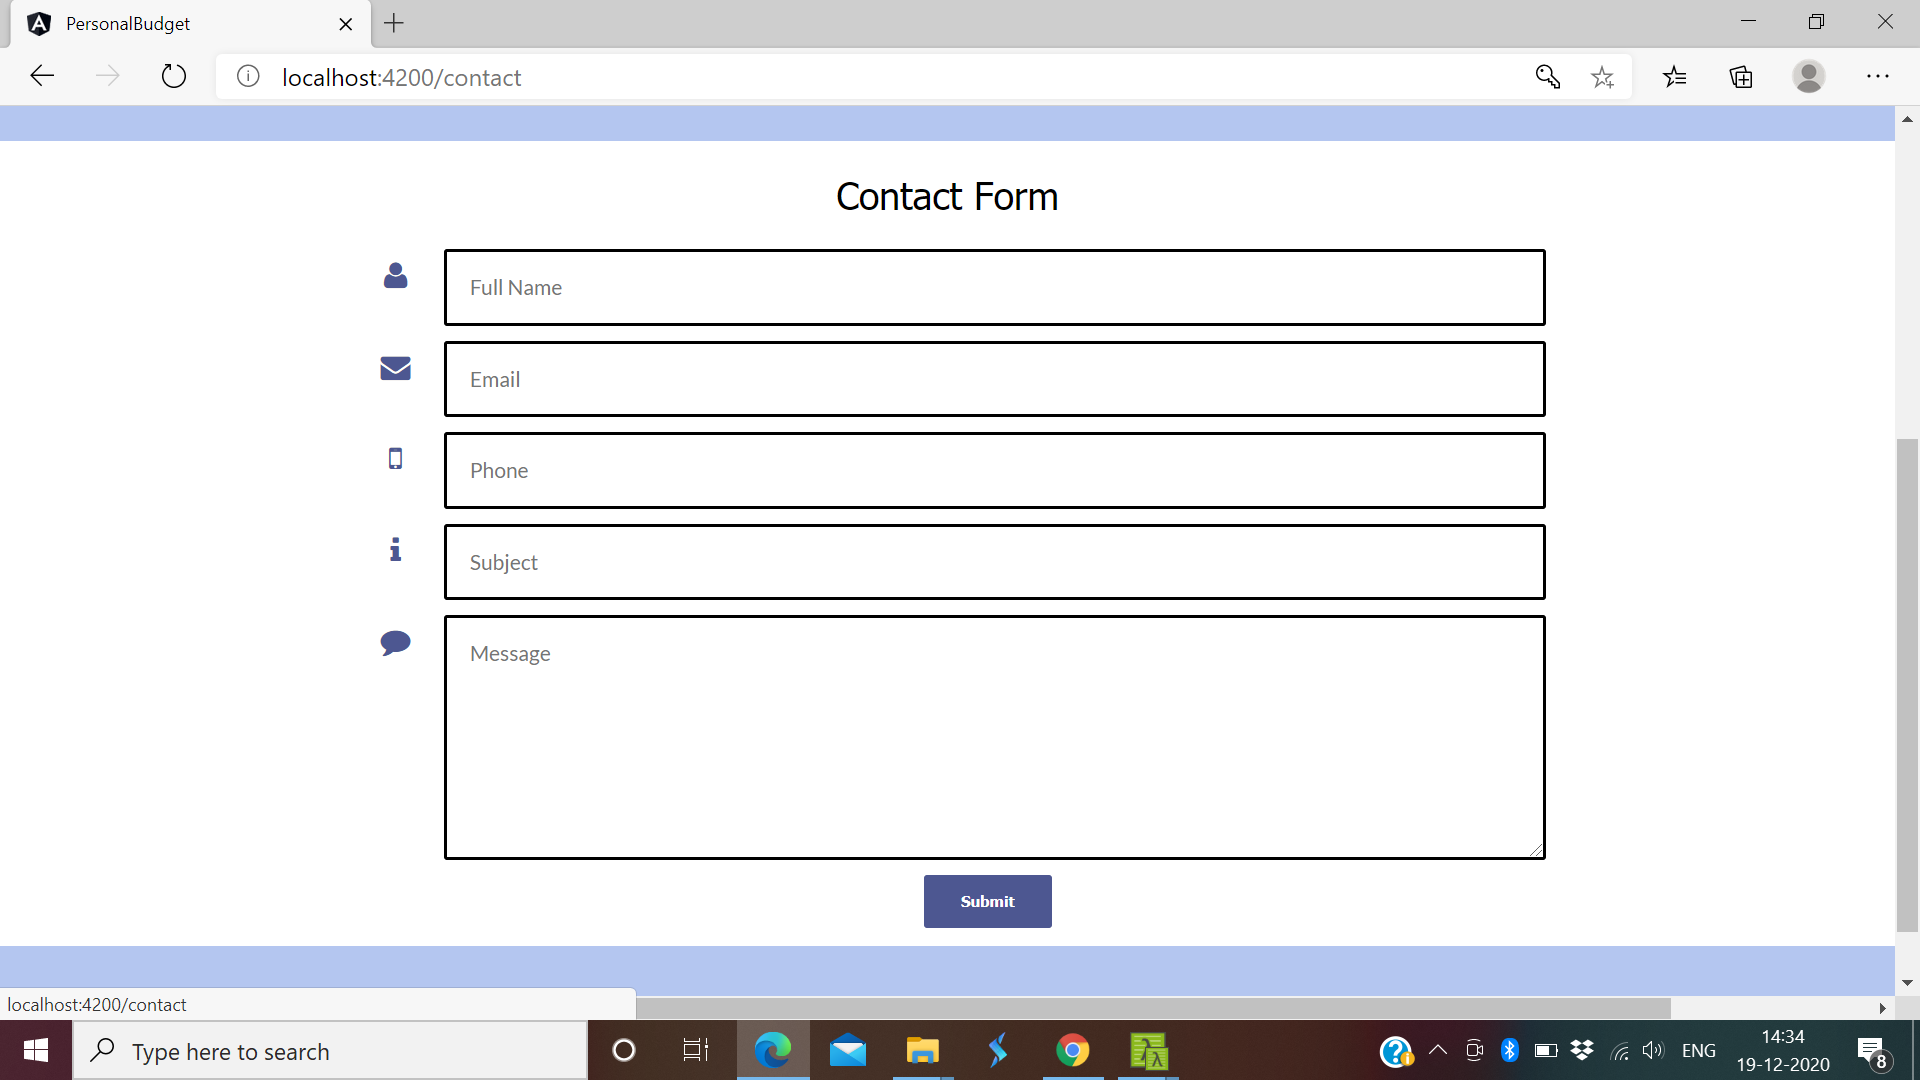 PersonalBudget
localhost:4200/contact
Contact Form
Full Name
Email
Phone
Subject
Message
Submit
localhost:4200/contact
Type here to search
ENG
14:34
19-12-2020
8